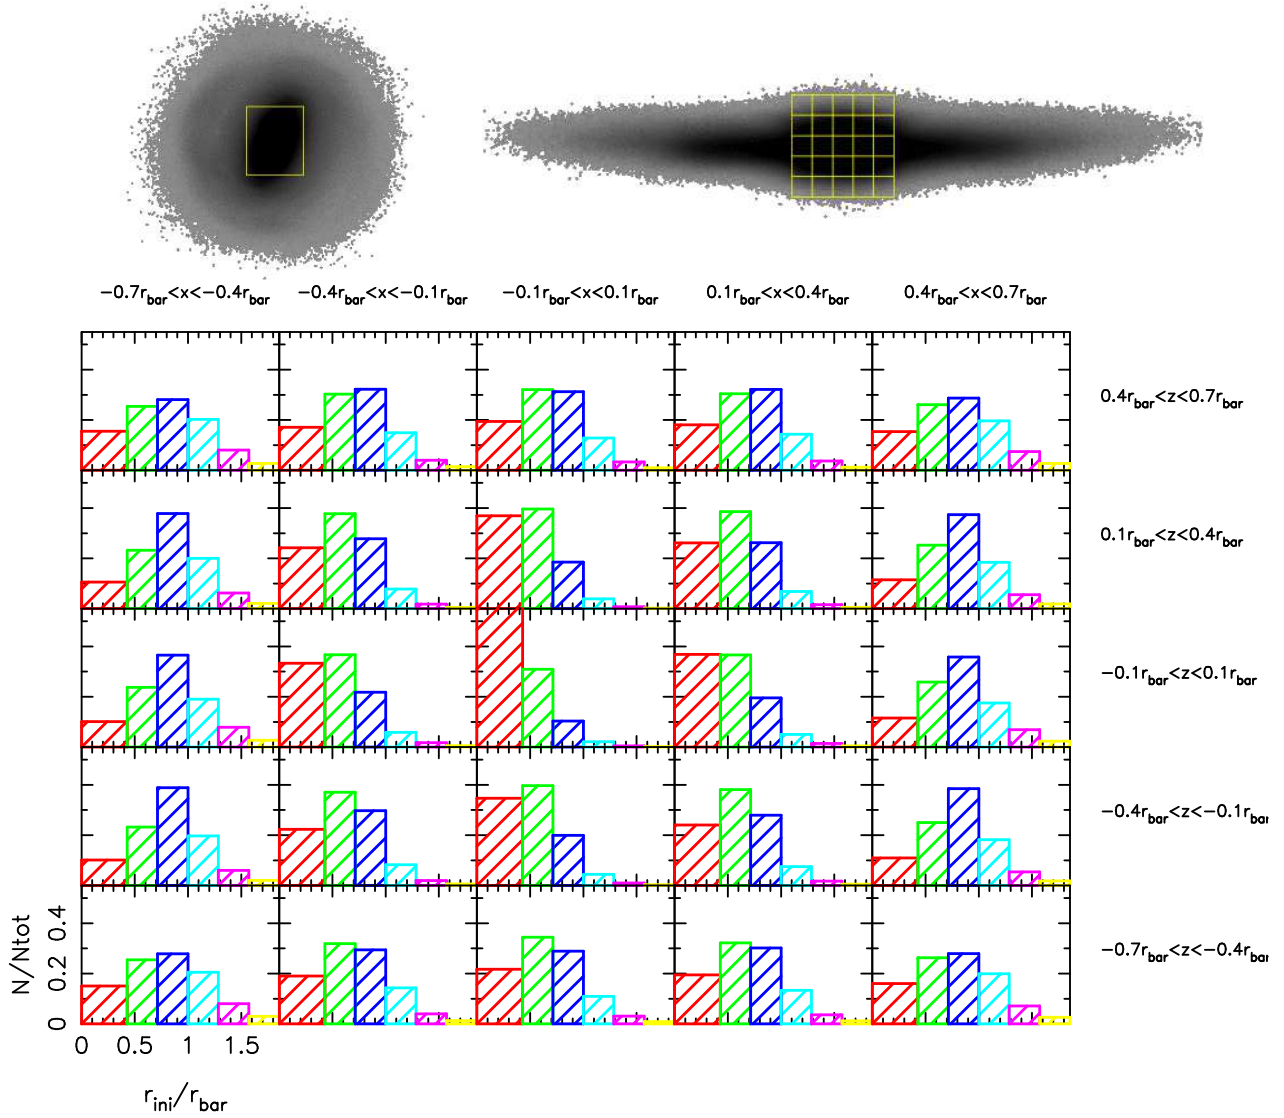 −0.7r_bar<x<−0.4r_bar −0.4r_bar<x<−0.1r_bar −0.1r_bar<x<0.1r_bar 0.1r_bar<x<0.4r_bar 0.4r_bar<x<0.7r_bar
0.4r_bar<z<0.7r_bar
0.1r_bar<z<0.4r_bar
−0.1r_bar<z<0.1r_bar
−0.4r_bar<z<−0.1r_bar
−0.7r_bar<z<−0.4r_bar
N/Ntot
0 0.2 0.4
0 0.5 1 1.5
r_ini/r_bar